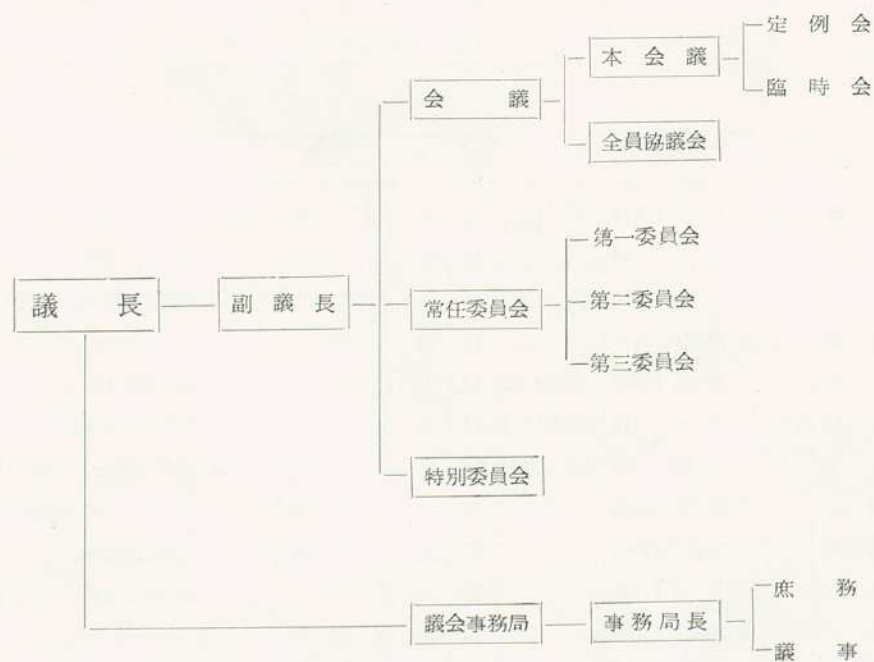 定例会
本会議
臨時会
会議
全員協議会
第一委員会
議長
副議長
常任委員会
第二委員会
第三委員会
特別委員会
庶務
議会事務局
事務局長
議事